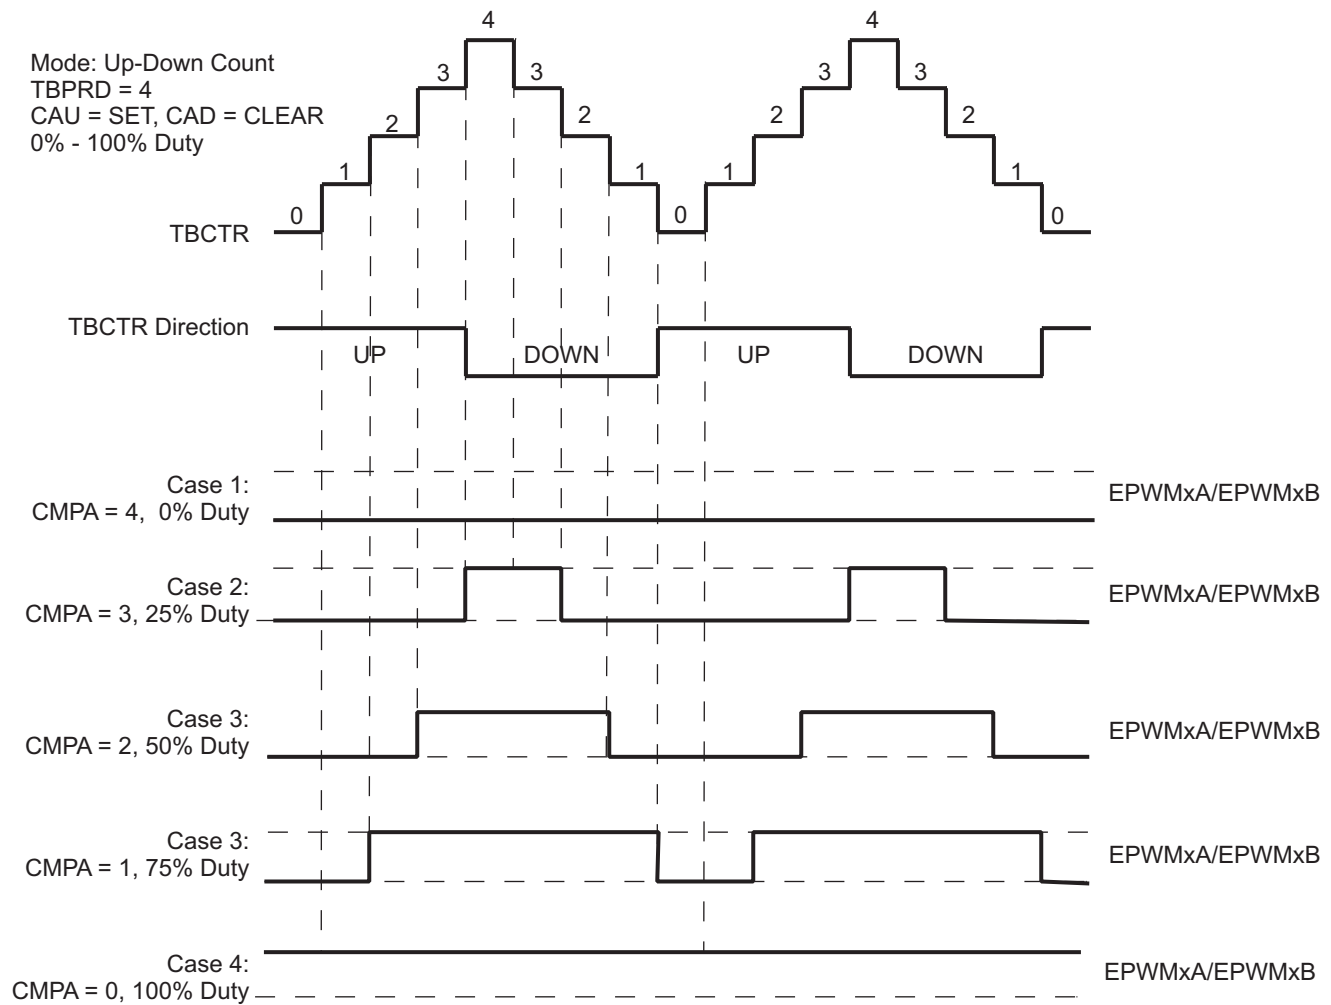 4
4
Mode: Up-Down Count
TBPRD = 4
CAU = SET, CAD = CLEAR
0% - 100% Duty
3
3
3
3
2
2
2
2
1
1
1
1
0
0
0
TBCTR
TBCTR Direction
UP
DOWN
UP
DOWN
Case 1:
CMPA = 4, 0% Duty
EPWMxA/EPWMxB
Case 2:
CMPA = 3, 25% Duty
EPWMxA/EPWMxB
Case 3:
CMPA = 2, 50% Duty
EPWMxA/EPWMxB
Case 3:
CMPA = 1, 75% Duty
EPWMxA/EPWMxB
Case 4:
CMPA = 0, 100% Duty
EPWMxA/EPWMxB